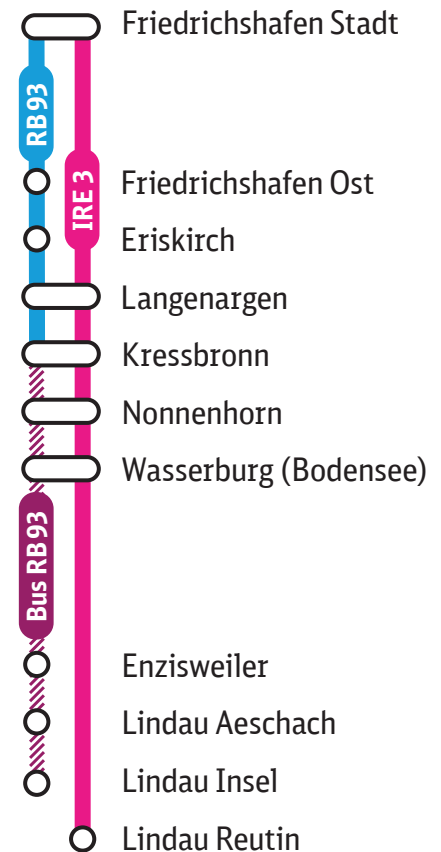 Friedrichshafen Stadt
RB93
IRE 3
Friedrichshafen Ost
Eriskirch
Langenargen
Kressbronn
Nonnenhorn
Wasserburg (Bodensee)
Bus RB93
Enzisweiler
Lindau Aeschach
Lindau Insel
Lindau Reutin